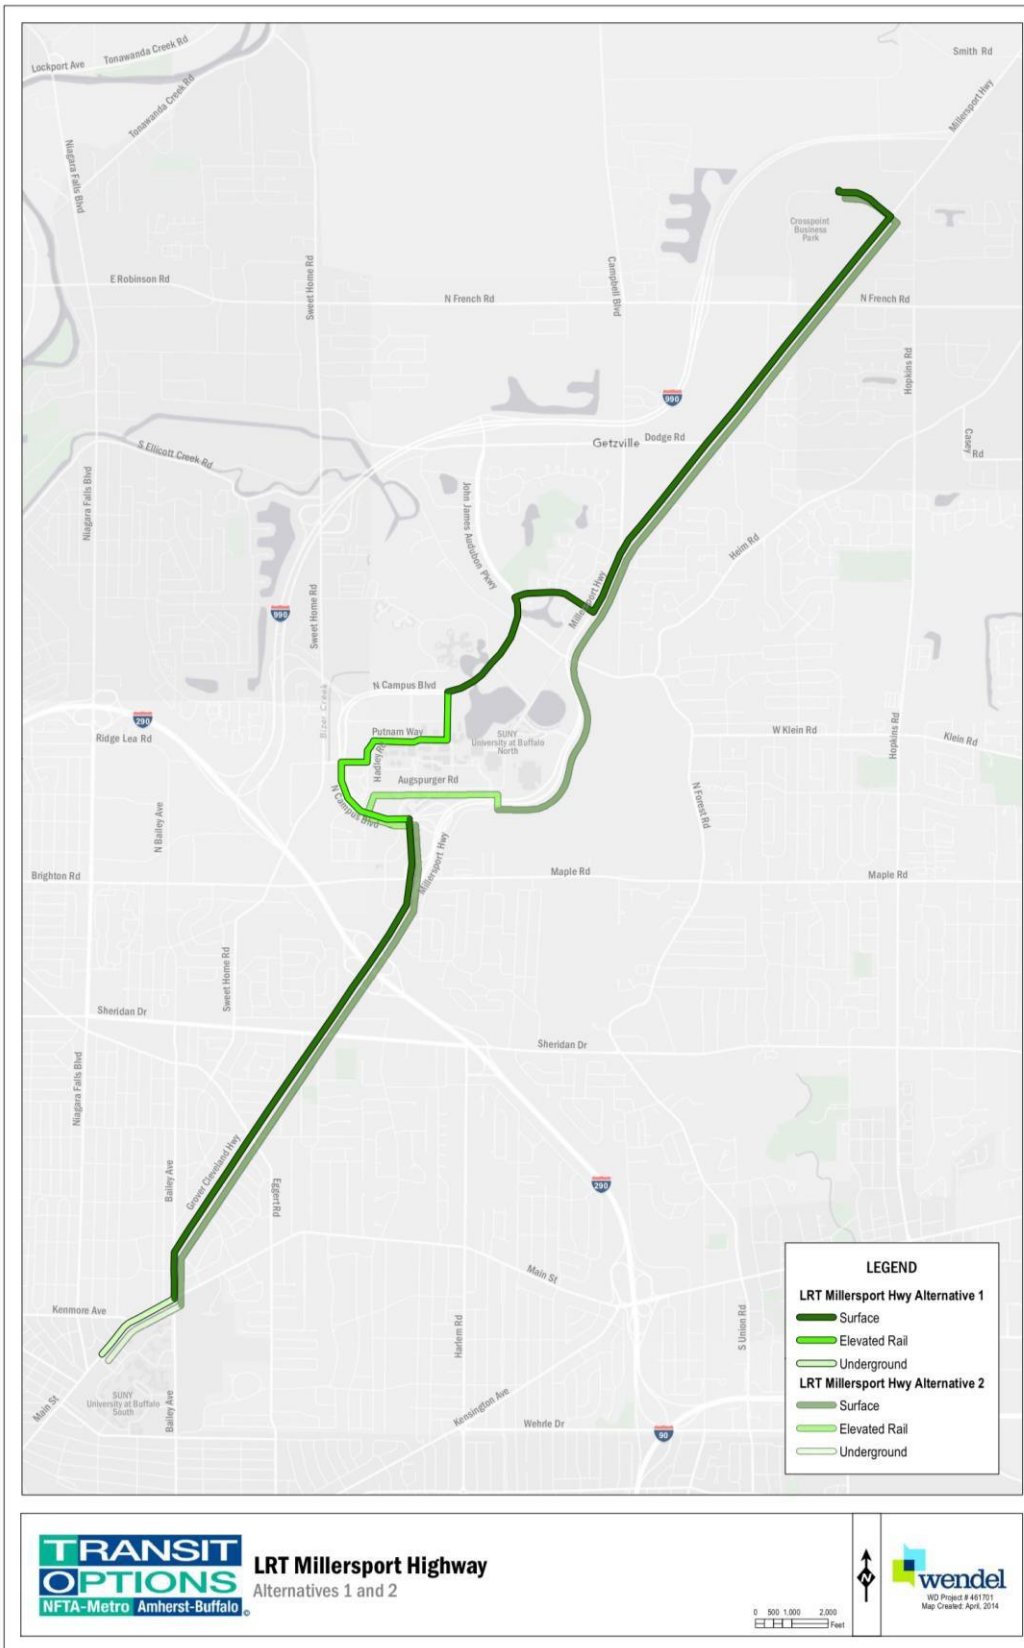 Smith Rd
Tonawanda Creek Rd
Lockport Ave
Tonawanda Creek Rd
Millersport Hwy
Niagara Falls Blvd
Crosspoint
Business
Park
E Robinson Rd
Sweet Home Rd
Campbell Blvd
N French Rd
N French Rd
Hopkins Rd
990
Getzville
Dodge Rd
Casey
Rd
S Ellicott Creek Rd
Niagara Falls Blvd
John James Audubon Pkwy
Heim Rd
Millersport Hwy
990
Sweet Home Rd
N Campus Blvd
Bizer Creek
290
Ridge Lea Rd
Putnam Way
SUNY
University at Buffalo
North
W Klein Rd
Hopkins Rd
Klein Rd
Hadley Rd
Augspurger Rd
N Campus Blvd
N Forest Rd
N Bailey Ave
Millersport Hwy
Brighton Rd
Maple Rd
Maple Rd
Sweet Home Rd
Sheridan Dr
Sheridan Dr
Niagara Falls Blvd
Bailey Ave
Grover Cleveland Hwy
Eggert Rd
290
Main St
Kenmore Ave
Harlem Rd
S Union Rd
Main St
SUNY
University at Buffalo
South
Bailey Ave
Kensington Ave
Wehrle Dr
90
LEGEND
LRT Millersport Hwy Alternative 1
Surface
Elevated Rail
Underground
LRT Millersport Hwy Alternative 2
Surface
Elevated Rail
Underground
TRANSIT
OPTIONS
NFTA-Metro Amherst-Buffalo ©
LRT Millersport Highway
Alternatives 1 and 2
0 500 1,000 2,000
Feet
N
wendel
WD Project # 461701
Map Created: April, 2014